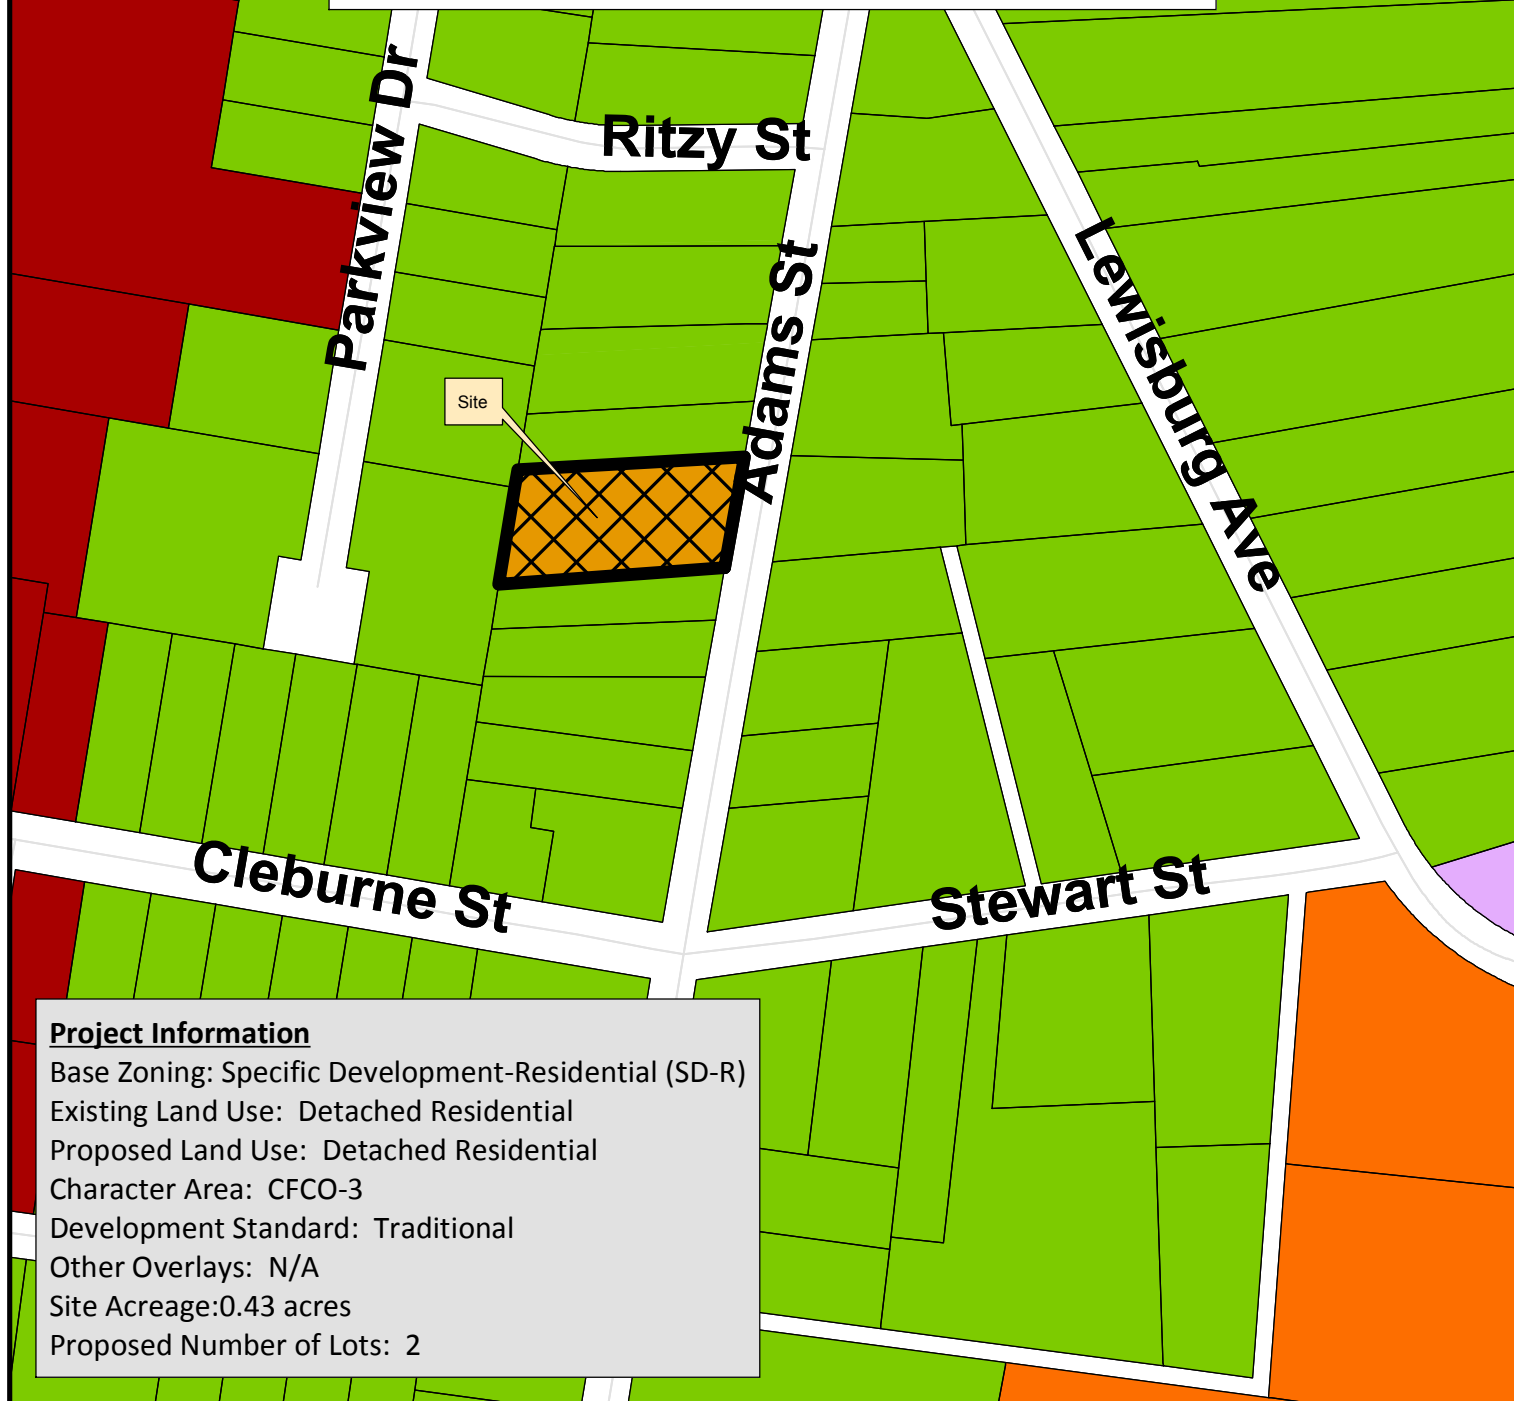 Parkview Dr
Ritzy St
Adams St
Lewisburg Ave
Site
Cleburne St
Stewart St
Project Information
Base Zoning: Specific Development-Residential (SD-R)
Existing Land Use:  Detached Residential
Proposed Land Use:  Detached Residential
Character Area:  CFCO-3
Development Standard:  Traditional
Other Overlays:  N/A
Site Acreage:0.43 acres
Proposed Number of Lots:  2